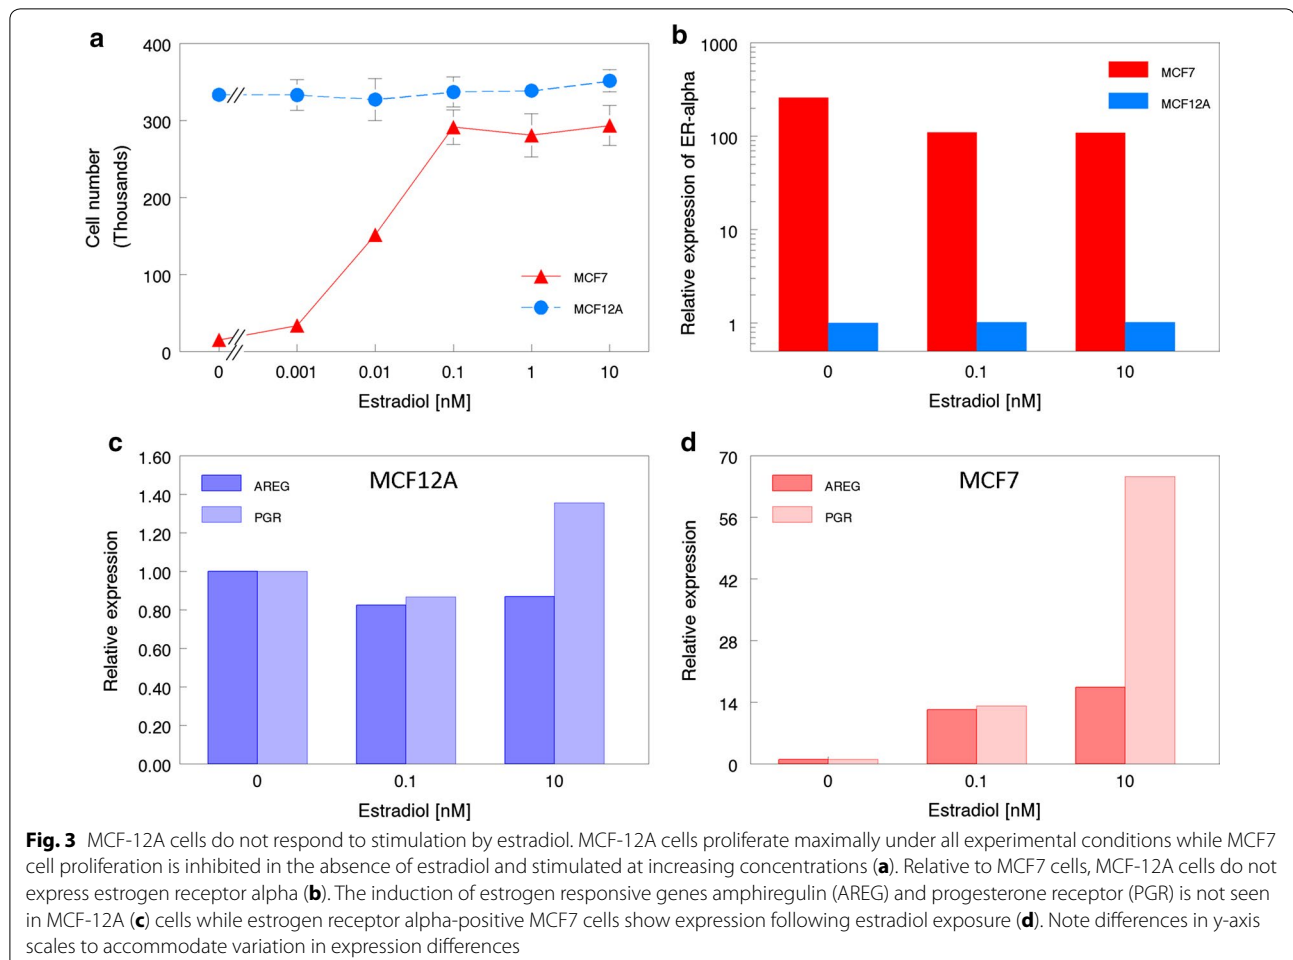 a
400
300
200
100
0
Cell number
(Thousands)
MCF7
MCF12A
0 0.001 0.01 0.1 1 10
Estradiol [nM]
b
1000
100
10
1
Relative expression of ER-alpha
MCF7
MCF12A
0 0.1 10
Estradiol [nM]
c
1.60
1.40
1.20
1.00
0.80
0.60
0.40
0.20
0.00
Relative expression
AREG
PGR
MCF12A
0 0.1 10
Estradiol [nM]
d
70
56
42
28
14
0
Relative expression
AREG
PGR
MCF7
0 0.1 10
Estradiol [nM]
Fig. 3 MCF-12A cells do not respond to stimulation by estradiol. MCF-12A cells proliferate maximally under all experimental conditions while MCF7
cell proliferation is inhibited in the absence of estradiol and stimulated at increasing concentrations (a). Relative to MCF7 cells, MCF-12A cells do not
express estrogen receptor alpha (b). The induction of estrogen responsive genes amphiregulin (AREG) and progesterone receptor (PGR) is not seen
in MCF-12A (c) cells while estrogen receptor alpha-positive MCF7 cells show expression following estradiol exposure (d). Note differences in y-axis
scales to accommodate variation in expression differences